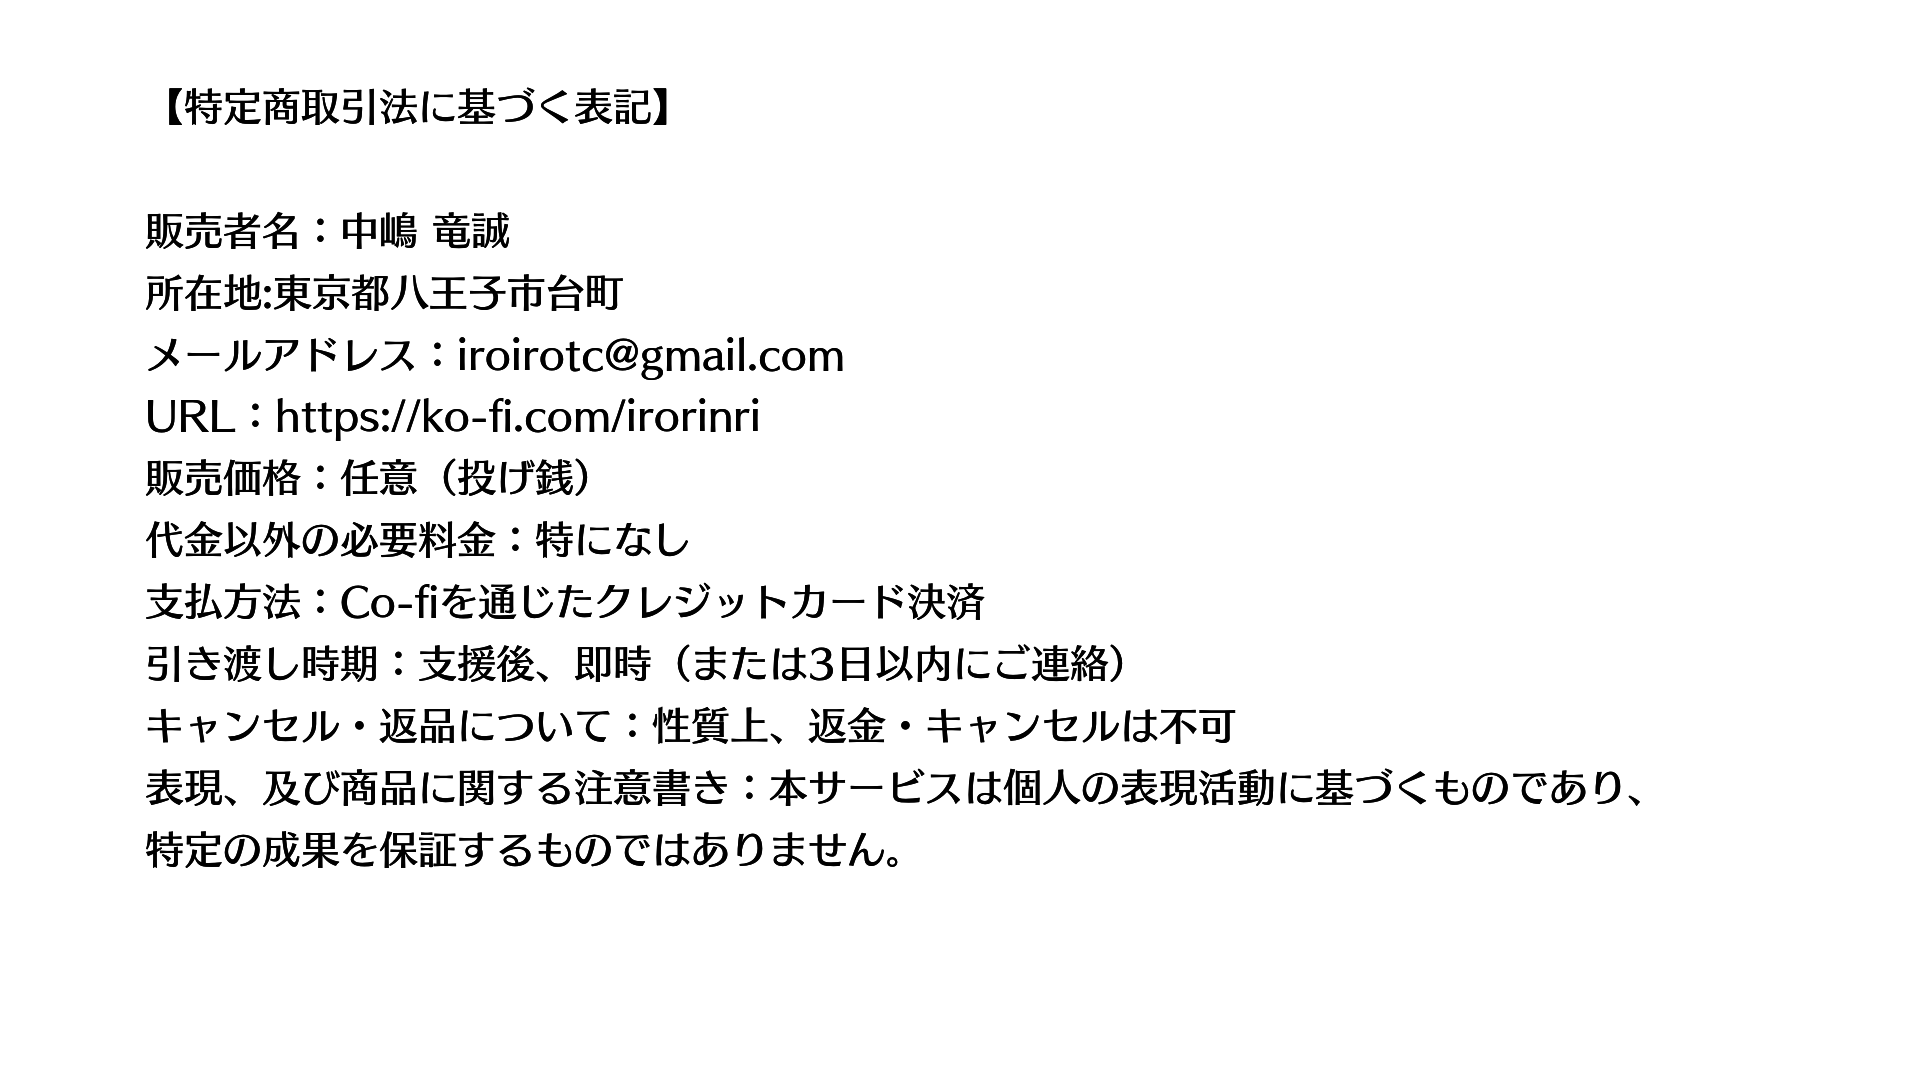 【特定商取引法に基づく表記】
販売者名：中嶋 竜誠
所在地:東京都八王子市台町
メールアドレス：iroirotc@gmail.com
URL：https://ko-fi.com/irorinri
販売価格：任意（投げ銭）
代金以外の必要料金：特になし
支払方法：Co-fiを通じたクレジットカード決済
引き渡し時期：支援後、即時（または3日以内にご連絡）
キャンセル・返品について：性質上、返金・キャンセルは不可
表現、及び商品に関する注意書き：本サービスは個人の表現活動に基づくものであり、
特定の成果を保証するものではありません。